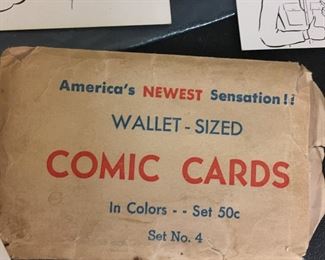 America's NEWEST Sensation!!
WALLET-SIZED
COMIC CARDS
In Colors -- Set 50c
Set No. 4